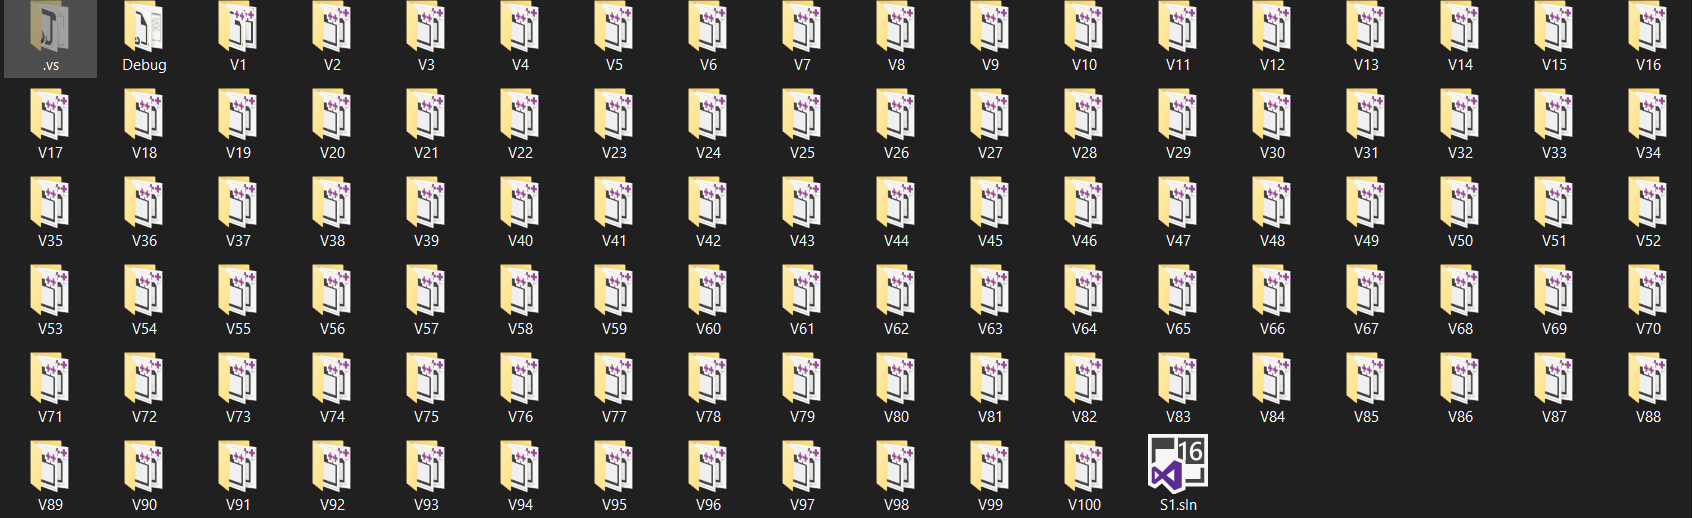 .vs Debug V1 V2 V3 V4 V5 V6 V7 V8 V9 V10 V11 V12 V13 V14 V15 V16
V17 V18 V19 V20 V21 V22 V23 V24 V25 V26 V27 V28 V29 V30 V31 V32 V33 V34
V35 V36 V37 V38 V39 V40 V41 V42 V43 V44 V45 V46 V47 V48 V49 V50 V51 V52
V53 V54 V55 V56 V57 V58 V59 V60 V61 V62 V63 V64 V65 V66 V67 V68 V69 V70
V71 V72 V73 V74 V75 V76 V77 V78 V79 V80 V81 V82 V83 V84 V85 V86 V87 V88
16
V89 V90 V91 V92 V93 V94 V95 V96 V97 V98 V99 V100 S1.sln